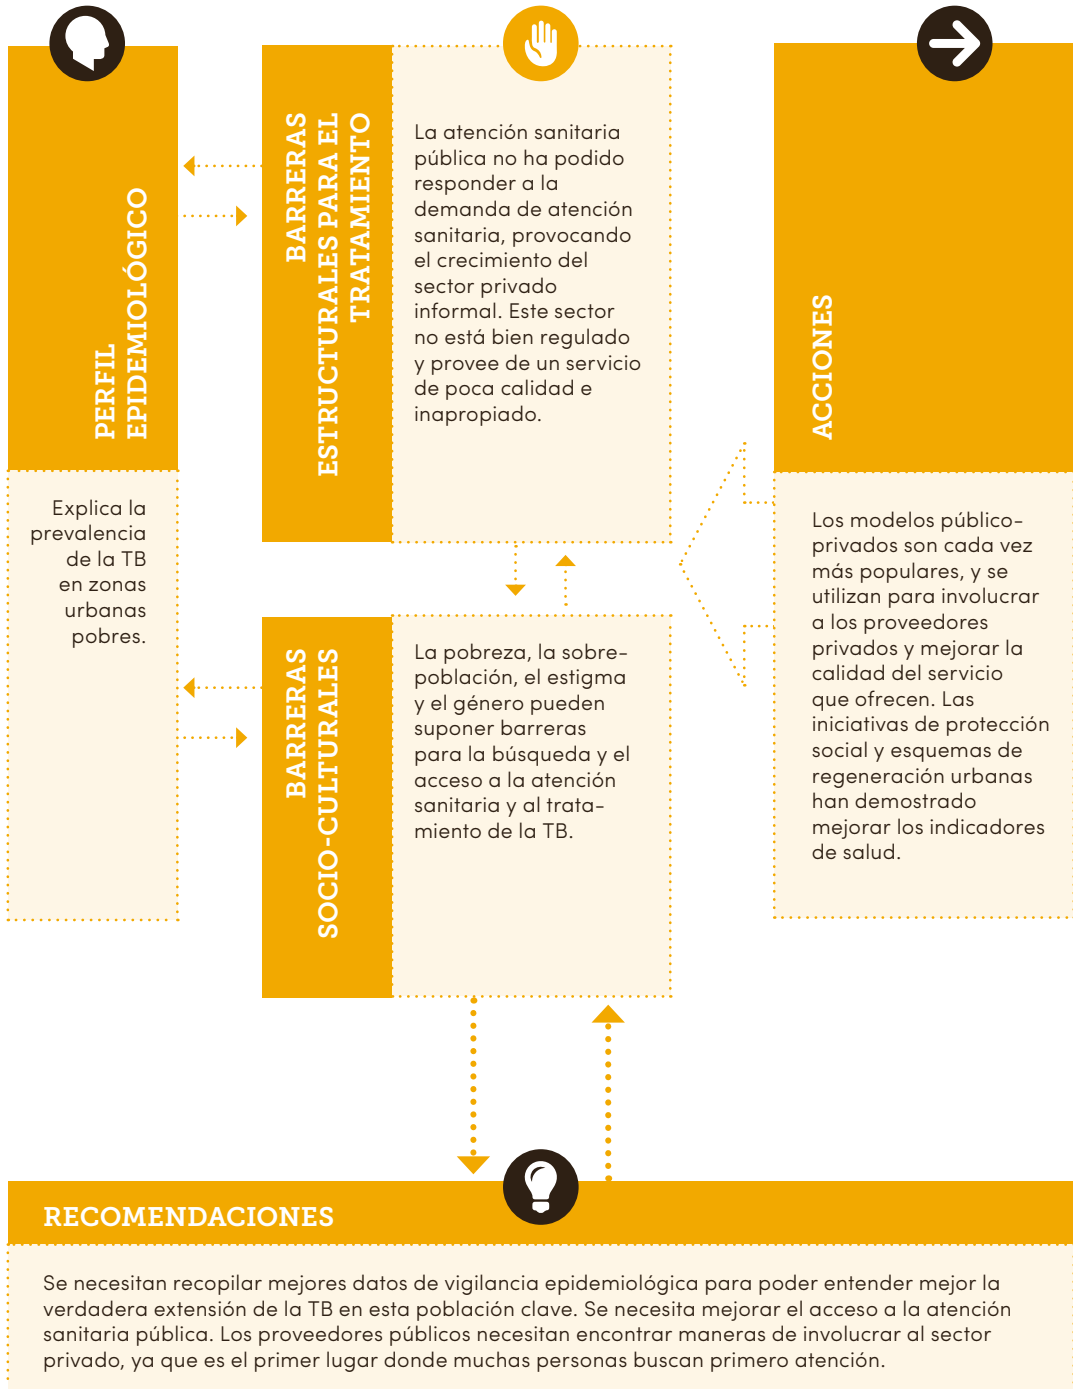 PERFIL
EPIDEMIOLÓGICO
Explica la
prevalencia
de la TB
en zonas
urbanas
pobres.
BARRERAS
ESTRUCTURALES PARA EL
TRATAMIENTO
La atención sanitaria
pública no ha podido
responder a la
demanda de atención
sanitaria, provocando
el crecimiento del
sector privado
informal. Este sector
no está bien regulado
y provee de un servicio
de poca calidad e
inapropiado.
BARRERAS
SOCIO-CULTURALES
La pobreza, la sobre-
población, el estigma
y el género pueden
suponer barreras
para la búsqueda y el
acceso a la atención
sanitaria y al trata-
miento de la TB.
ACCIONES
Los modelos público-
privados son cada vez
más populares, y se
utilizan para involucrar
a los proveedores
privados y mejorar la
calidad del servicio
que ofrecen. Las
iniciativas de protección
social y esquemas de
regeneración urbanas
han demostrado
mejorar los indicadores
de salud.
RECOMENDACIONES
Se necesitan recopilar mejores datos de vigilancia epidemiológica para poder entender mejor la
verdadera extensión de la TB en esta población clave. Se necesita mejorar el acceso a la atención
sanitaria pública. Los proveedores públicos necesitan encontrar maneras de involucrar al sector
privado, ya que es el primer lugar donde muchas personas buscan primero atención.